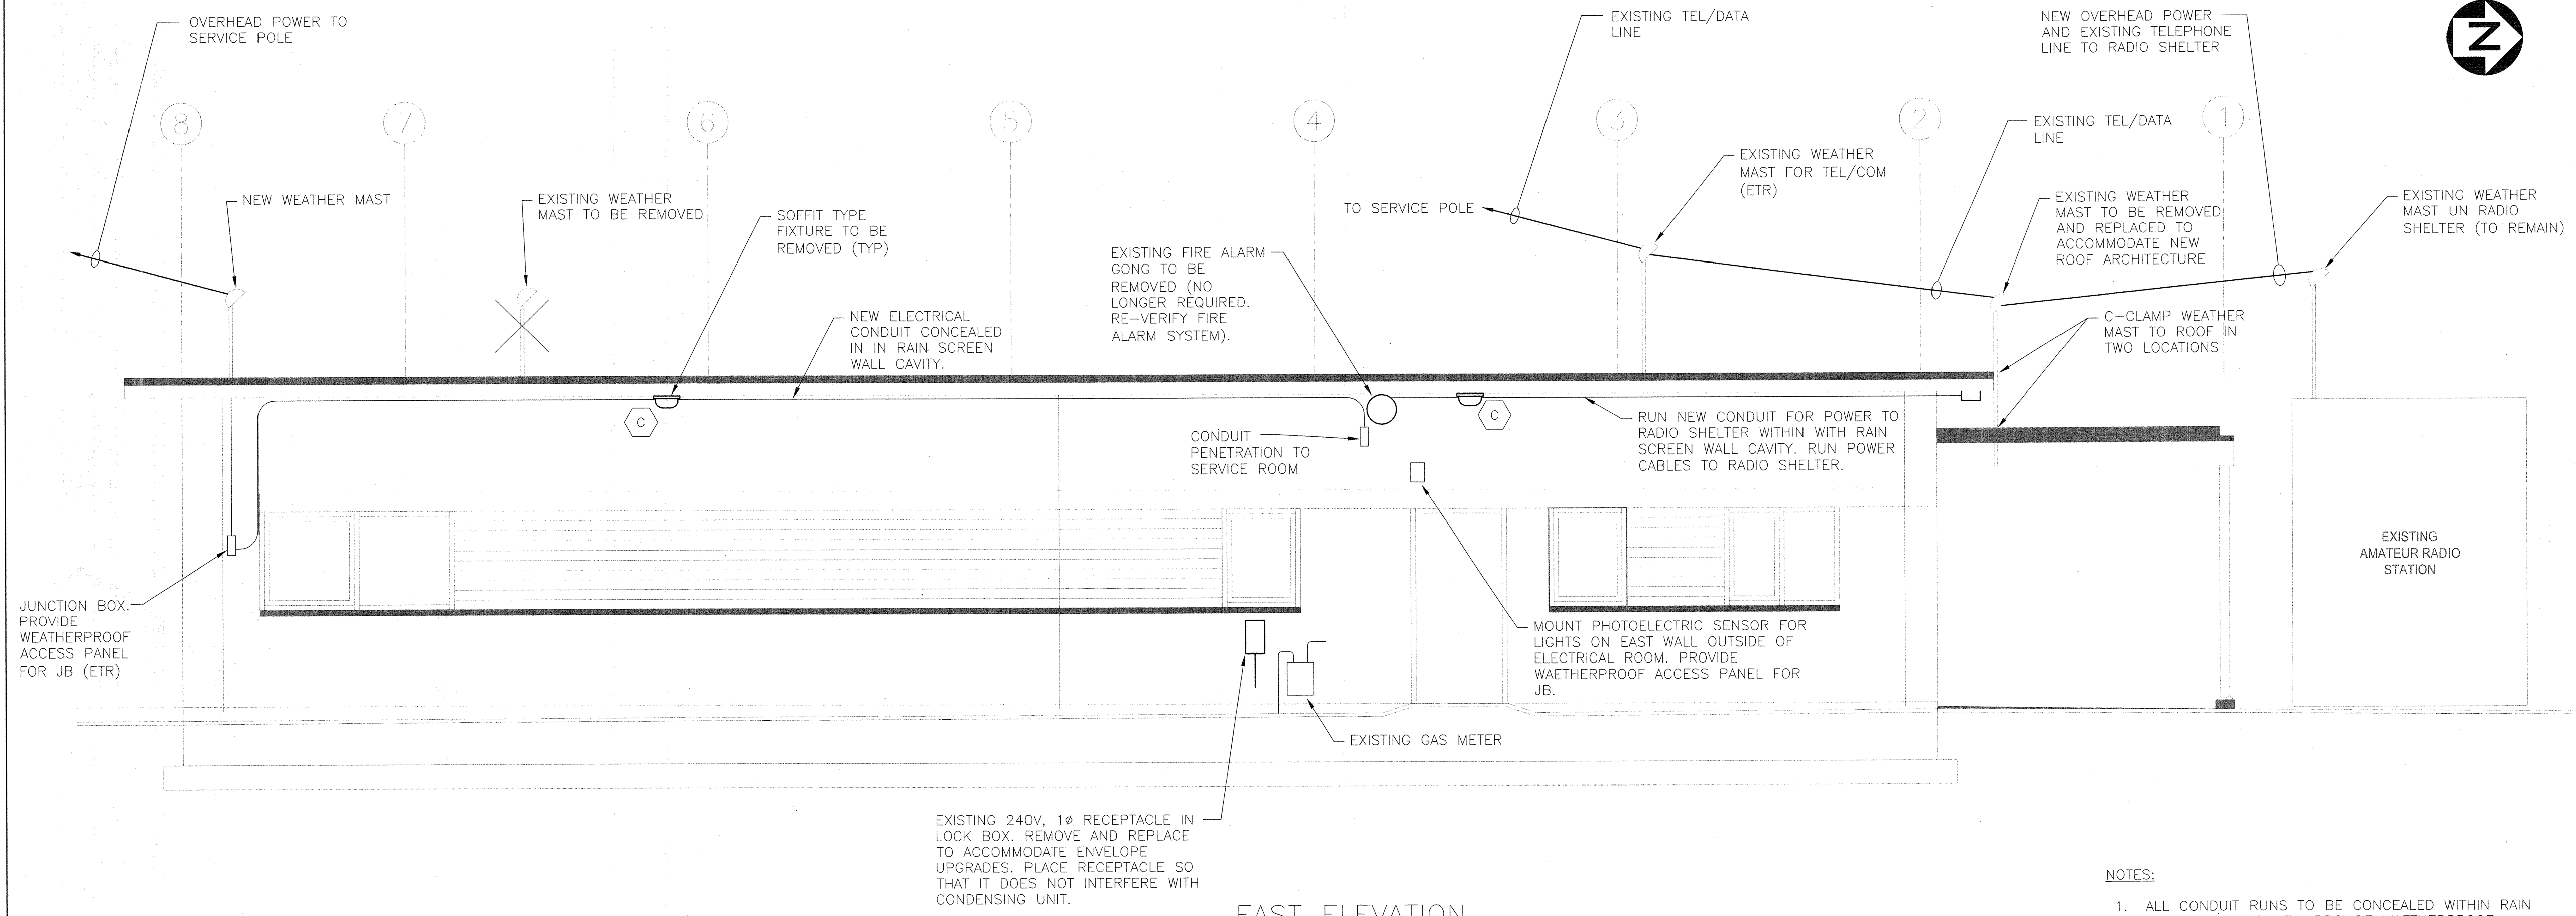 OVERHEAD POWER TO
SERVICE POLE
EXISTING TEL/DATA
LINE
NEW OVERHEAD POWER
AND EXISTING TELEPHONE
LINE TO RADIO SHELTER
N
8
7
6
5
4
3
2
1
EXISTING TEL/DATA
LINE
NEW WEATHER MAST
EXISTING WEATHER
MAST TO BE REMOVED
SOFFIT TYPE
FIXTURE TO BE
REMOVED (TYP)
TO SERVICE POLE
EXISTING WEATHER
MAST FOR TEL/COM
(ETR)
EXISTING WEATHER
MAST TO BE REMOVED
AND REPLACED TO
ACCOMMODATE NEW
ROOF ARCHITECTURE
EXISTING WEATHER
MAST UN RADIO
SHELTER (TO REMAIN)
EXISTING FIRE ALARM
GONG TO BE
REMOVED (NO
LONGER REQUIRED.
RE-VERIFY FIRE
ALARM SYSTEM).
NEW ELECTRICAL
CONDUIT CONCEALED
IN IN RAIN SCREEN
WALL CAVITY.
C-CLAMP WEATHER
MAST TO ROOF IN
TWO LOCATIONS
C
C
CONDUIT
PENETRATION TO
SERVICE ROOM
RUN NEW CONDUIT FOR POWER TO
RADIO SHELTER WITHIN WITH RAIN
SCREEN WALL CAVITY. RUN POWER
CABLES TO RADIO SHELTER.
EXISTING
AMATEUR RADIO
STATION
JUNCTION BOX.
PROVIDE
WEATHERPROOF
ACCESS PANEL
FOR JB (ETR)
MOUNT PHOTOELECTRIC SENSOR FOR
LIGHTS ON EAST WALL OUTSIDE OF
ELECTRICAL ROOM. PROVIDE
WAETHERPROOF ACCESS PANEL FOR
JB.
EXISTING GAS METER
EXISTING 240V, 1Ø RECEPTACLE IN
LOCK BOX. REMOVE AND REPLACE
TO ACCOMMODATE ENVELOPE
UPGRADES. PLACE RECEPTACLE SO
THAT IT DOES NOT INTERFERE WITH
CONDENSING UNIT.
EAST ELEVATION
NOTES:
1. ALL CONDUIT RUNS TO BE CONCEALED WITHIN RAIN